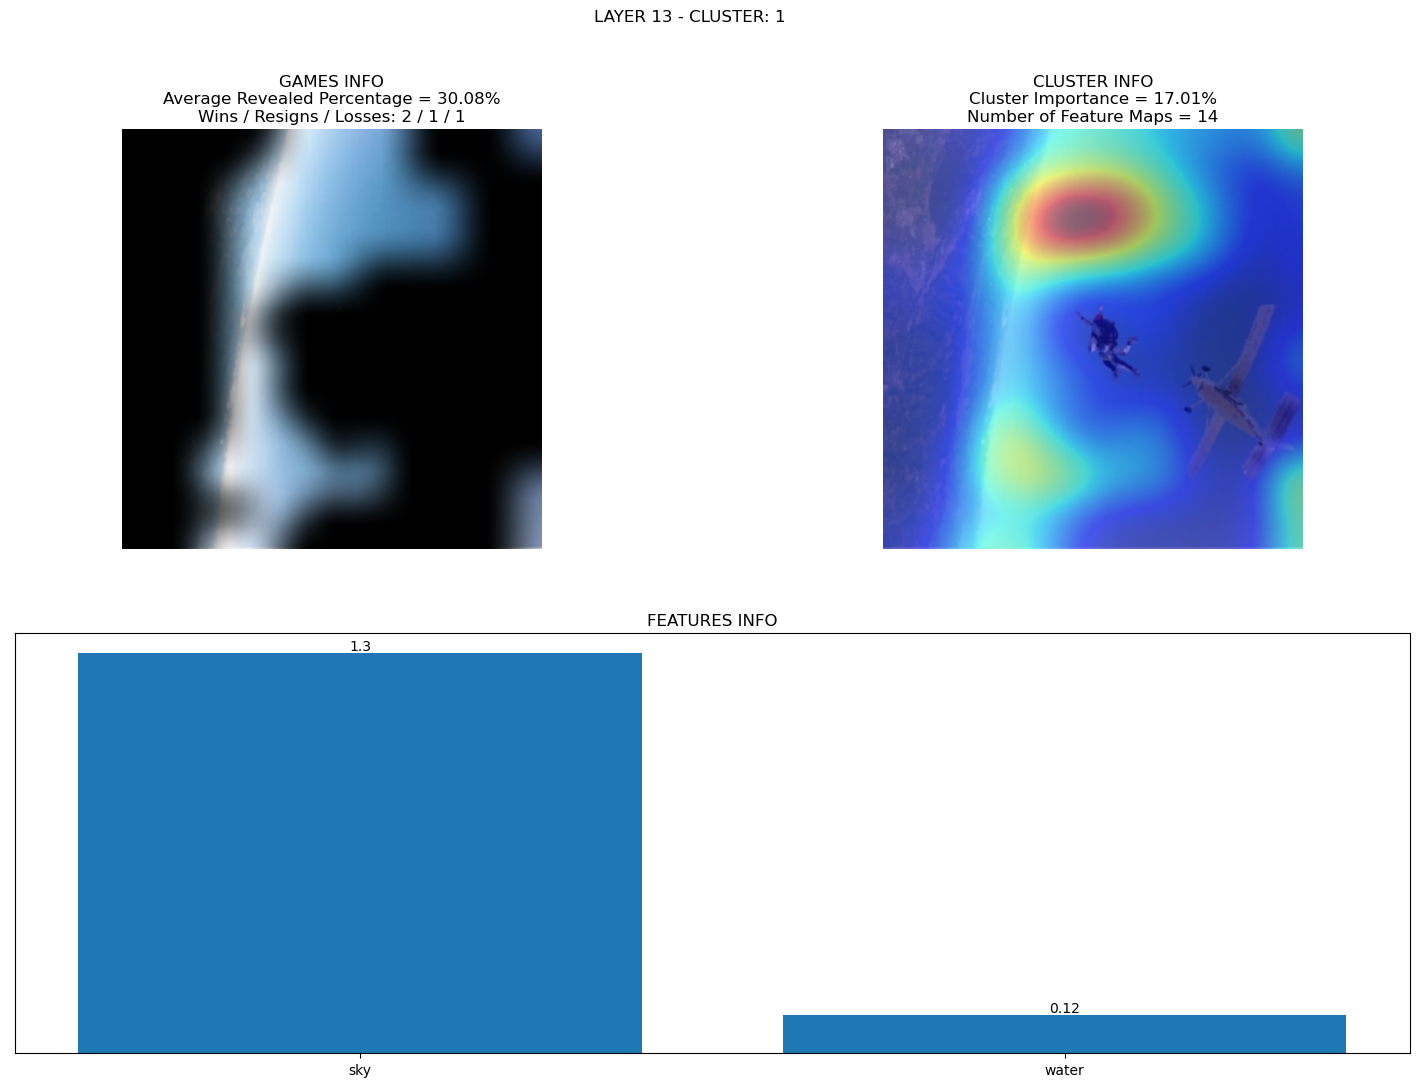 LAYER 13 - CLUSTER: 1
GAMES INFO
Average Revealed Percentage = 30.08%
Wins / Resigns / Losses: 2 / 1 / 1
CLUSTER INFO
Cluster Importance = 17.01%
Number of Feature Maps = 14
FEATURES INFO
1.3
0.12
sky
water